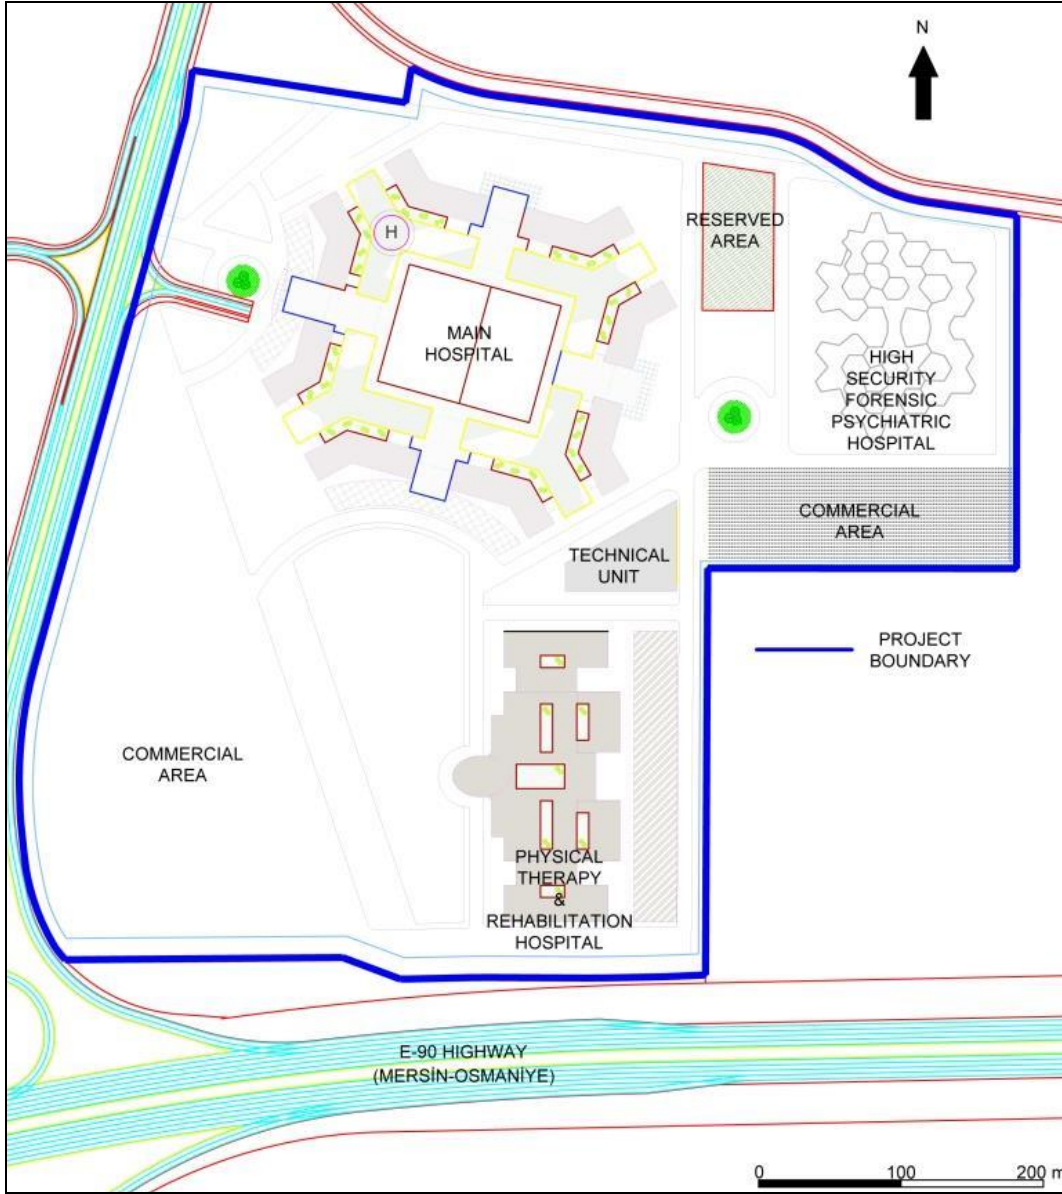 N
RESERVED
AREA
H
MAIN
HOSPITAL
HIGH
SECURITY
FORENSIC
PSYCHIATRIC
HOSPITAL
COMMERCIAL
AREA
TECHNICAL
UNIT
PROJECT
BOUNDARY
COMMERCIAL
AREA
PHYSICAL
THERAPY
&
REHABILITATION
HOSPITAL
E-90 HIGHWAY
(MERSİN-OSMANİYE)
0 100 200 m